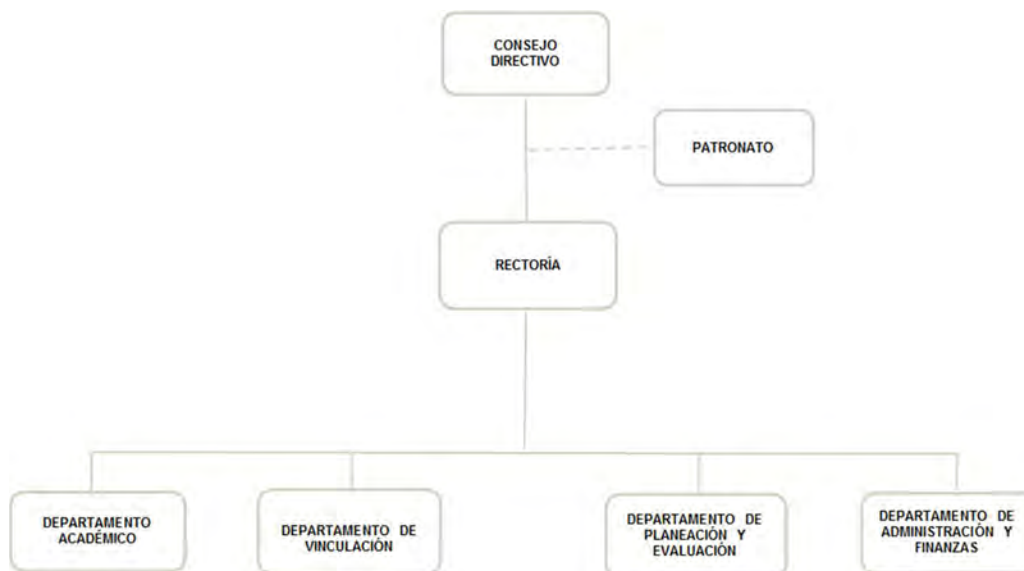 CONSEJO
DIRECTIVO
PATRONATO
RECTORÍA
DEPARTAMENTO
ACADÉMICO
DEPARTAMENTO DE
VINCULACIÓN
DEPARTAMENTO DE
PLANEACIÓN Y
EVALUACIÓN
DEPARTAMENTO DE
ADMINISTRACIÓN Y
FINANZAS